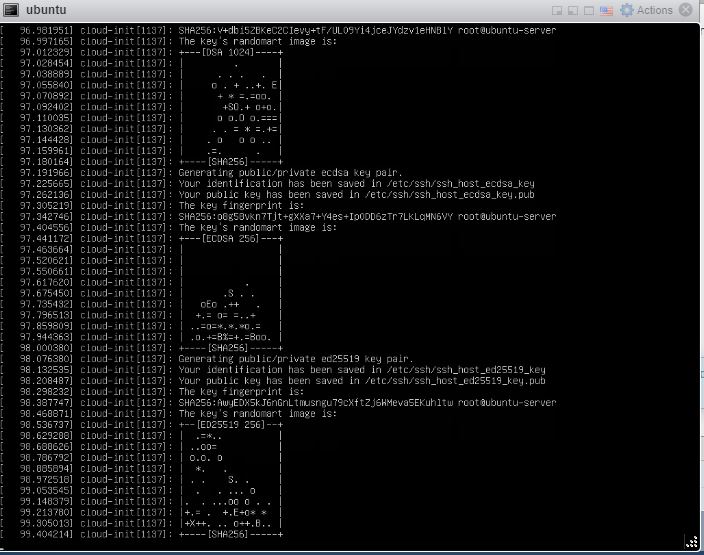 ubuntu
Actions
[   96.981951] cloud-init[1137]: SHA256:V+dbi5ZBKeC2CIevy+tF/UL09Yi4jceJYdzv1eHNBlY root@ubuntu-server
[   96.997165] cloud-init[1137]: The key's randomart image is:
[   97.012329] cloud-init[1137]: +---[DSA 1024]----+
[   97.028454] cloud-init[1137]: |         .       |
[   97.038889] cloud-init[1137]: |      . . .   .  |
[   97.055840] cloud-init[1137]: |     o . + ..+. E|
[   97.070892] cloud-init[1137]: |      + * =.=oo. |
[   97.092402] cloud-init[1137]: |       +SO.+ o+o.|
[   97.110035] cloud-init[1137]: |      o o.O o.===|
[   97.130362] cloud-init[1137]: |     . . = * =.+=|
[   97.144428] cloud-init[1137]: |    . o   o o .. |
[   97.159961] cloud-init[1137]: |    .=.      .   |
[   97.180164] cloud-init[1137]: +----[SHA256]-----+
[   97.191966] cloud-init[1137]: Generating public/private ecdsa key pair.
[   97.225665] cloud-init[1137]: Your identification has been saved in /etc/ssh/ssh_host_ecdsa_key
[   97.262136] cloud-init[1137]: Your public key has been saved in /etc/ssh/ssh_host_ecdsa_key.pub
[   97.305219] cloud-init[1137]: The key fingerprint is:
[   97.342746] cloud-init[1137]: root@ubuntu-server
[   97.404556] cloud-init[1137]: The key's randomart image is:
[   97.441172] cloud-init[1137]: +---[ECDSA 256]---+
[   97.463664] cloud-init[1137]: |                 |
[   97.520621] cloud-init[1137]: |                 |
[   97.550661] cloud-init[1137]: |                 |
[   97.617620] cloud-init[1137]: |           .     |
[   97.675450] cloud-init[1137]: |       .S . .    |
[   97.735432] cloud-init[1137]: |   oEo .++   .   |
[   97.796513] cloud-init[1137]: |  +.= o= =..+    |
[   97.859809] cloud-init[1137]: | ..=o=*.*.*o.=   |
[   97.944363] cloud-init[1137]: | .o.+=B%=+.=Boo. |
[   98.000380] cloud-init[1137]: +----[SHA256]-----+
[   98.076380] cloud-init[1137]: Generating public/private ed25519 key pair.
[   98.132535] cloud-init[1137]: Your identification has been saved in /etc/ssh/ssh_host_ed25519_key
[   98.208487] cloud-init[1137]: Your public key has been saved in /etc/ssh/ssh_host_ed25519_key.pub
[   98.298232] cloud-init[1137]: The key fingerprint is:
[   98.387747] cloud-init[1137]: root@ubuntu-server
[   98.468871] cloud-init[1137]: The key's randomart image is:
[   98.536737] cloud-init[1137]: +--[ED25519 256]--+
[   98.629288] cloud-init[1137]: |  .=*..          |
[   98.688626] cloud-init[1137]: | ..oo=           |
[   98.786792] cloud-init[1137]: | o.o. o          |
[   98.885894] cloud-init[1137]: |  *.   .         |
[   98.972518] cloud-init[1137]: | . .    S. .     |
[   99.053545] cloud-init[1137]: |  .   . ... o    |
[   99.148379] cloud-init[1137]: |.  . ...oo o . . |
[   99.213780] cloud-init[1137]: |+.= .  +.E+o* *  |
[   99.305013] cloud-init[1137]: |+X++. .. o++.B.. |
[   99.404214] cloud-init[1137]: +----[SHA256]-----+